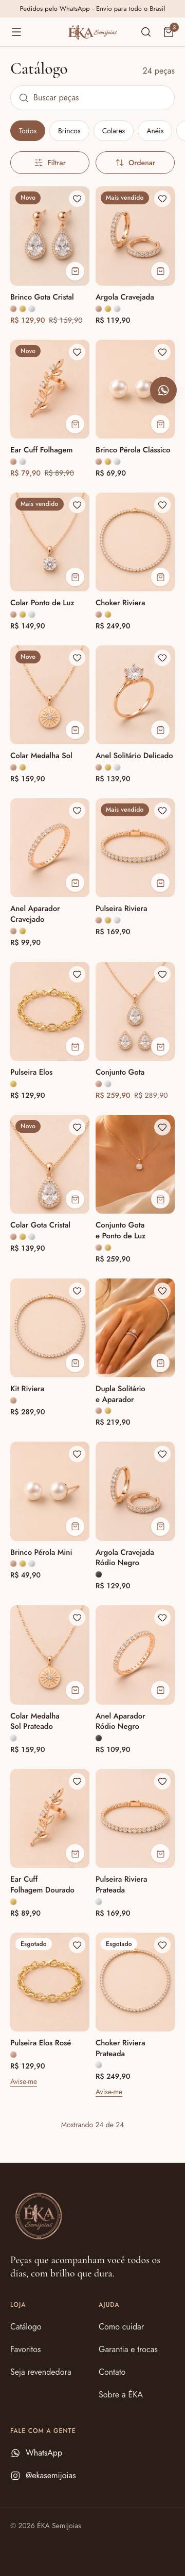 Pedidos pelo WhatsApp · Envio para todo o Brasil
ÉKA Semijoias
3
Catálogo
24 peças
Buscar peças
Todos
Brincos
Colares
Anéis
Filtrar
Ordenar
Novo
Mais vendido
Brinco Gota Cristal
Argola Cravejada
R$ 129,90 R$ 159,90
R$ 119,90
Novo
Ear Cuff Folhagem
Brinco Pérola Clássico
R$ 79,90 R$ 89,90
R$ 69,90
Mais vendido
Colar Ponto de Luz
Choker Riviera
R$ 149,90
R$ 249,90
Novo
Colar Medalha Sol
Anel Solitário Delicado
R$ 159,90
R$ 139,90
Mais vendido
Anel Aparador
Cravejado
Pulseira Riviera
R$ 99,90
R$ 169,90
Pulseira Elos
Conjunto Gota
R$ 129,90
R$ 259,90 R$ 289,90
Novo
Colar Gota Cristal
Conjunto Gota
e Ponto de Luz
R$ 139,90
R$ 259,90
Kit Riviera
Dupla Solitário
e Aparador
R$ 289,90
R$ 219,90
Brinco Pérola Mini
Argola Cravejada
Ródio Negro
R$ 49,90
R$ 129,90
Colar Medalha
Sol Prateado
Anel Aparador
Ródio Negro
R$ 159,90
R$ 109,90
Ear Cuff
Folhagem Dourado
Pulseira Riviera
Prateada
R$ 89,90
R$ 169,90
Esgotado
Esgotado
Pulseira Elos Rosé
Choker Riviera
Prateada
R$ 129,90
R$ 249,90
Avise-me
Avise-me
Mostrando 24 de 24
ÉKA
Semijoias
Peças que acompanham você todos os
dias, com brilho que dura.
LOJA
AJUDA
Catálogo
Como cuidar
Favoritos
Garantia e trocas
Seja revendedora
Contato
Sobre a ÉKA
FALE COM A GENTE
WhatsApp
@ekasemijoias
© 2026 ÉKA Semijoias